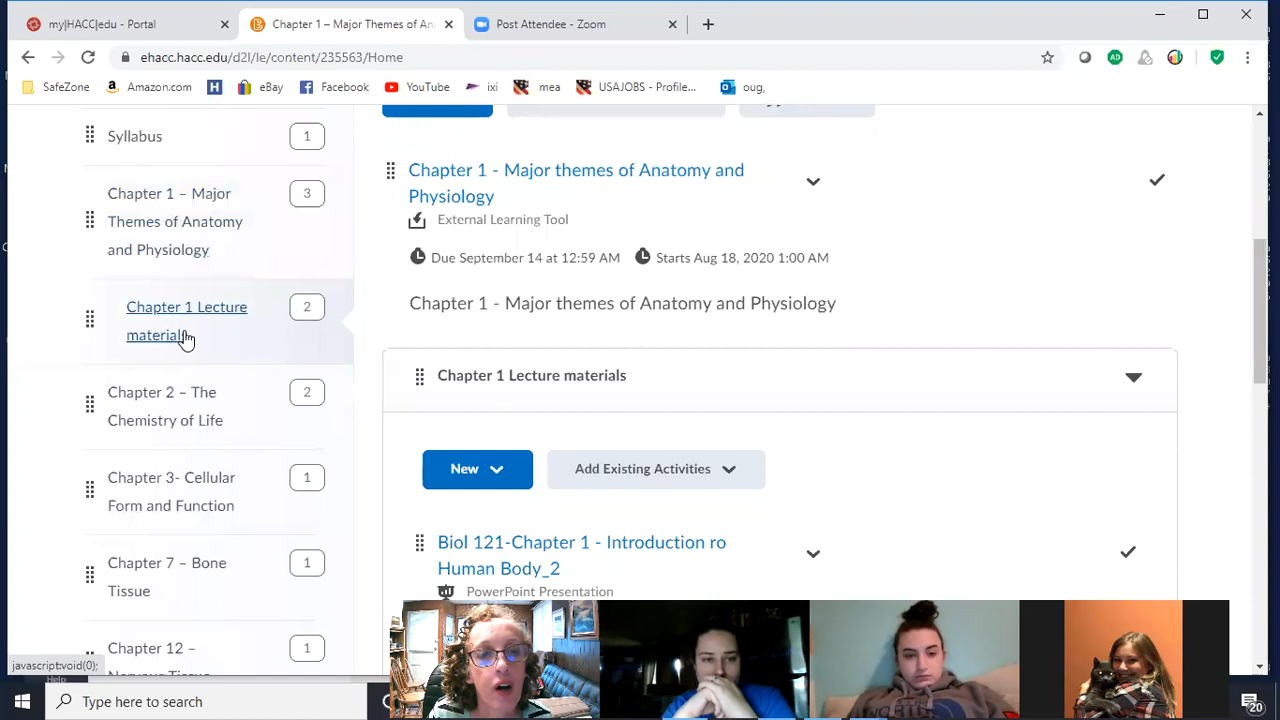 my|HACC|edu - Portal
Chapter 1 – Major Themes of An
Post Attendee - Zoom
ehacc.hacc.edu/d2l/le/content/235563/Home
SafeZone
Amazon.com
eBay
Facebook
YouTube
ixi
mea
USAJOBS - Profile...
oug,
Syllabus
1
Chapter 1 – Major
Themes of Anatomy
and Physiology
3
Chapter 1 Lecture
materials
2
Chapter 2 – The
Chemistry of Life
2
Chapter 3- Cellular
Form and Function
1
Chapter 7 – Bone
Tissue
1
Chapter 12 –
Nervous Tissue
1
javascript:void(0);
Help
Chapter 1 - Major themes of Anatomy and
Physiology
External Learning Tool
Due September 14 at 12:59 AM
Starts Aug 18, 2020 1:00 AM
Chapter 1 - Major themes of Anatomy and Physiology
Chapter 1 Lecture materials
New
Add Existing Activities
Biol 121-Chapter 1 - Introduction ro
Human Body_2
PowerPoint Presentation
Type here to search
20